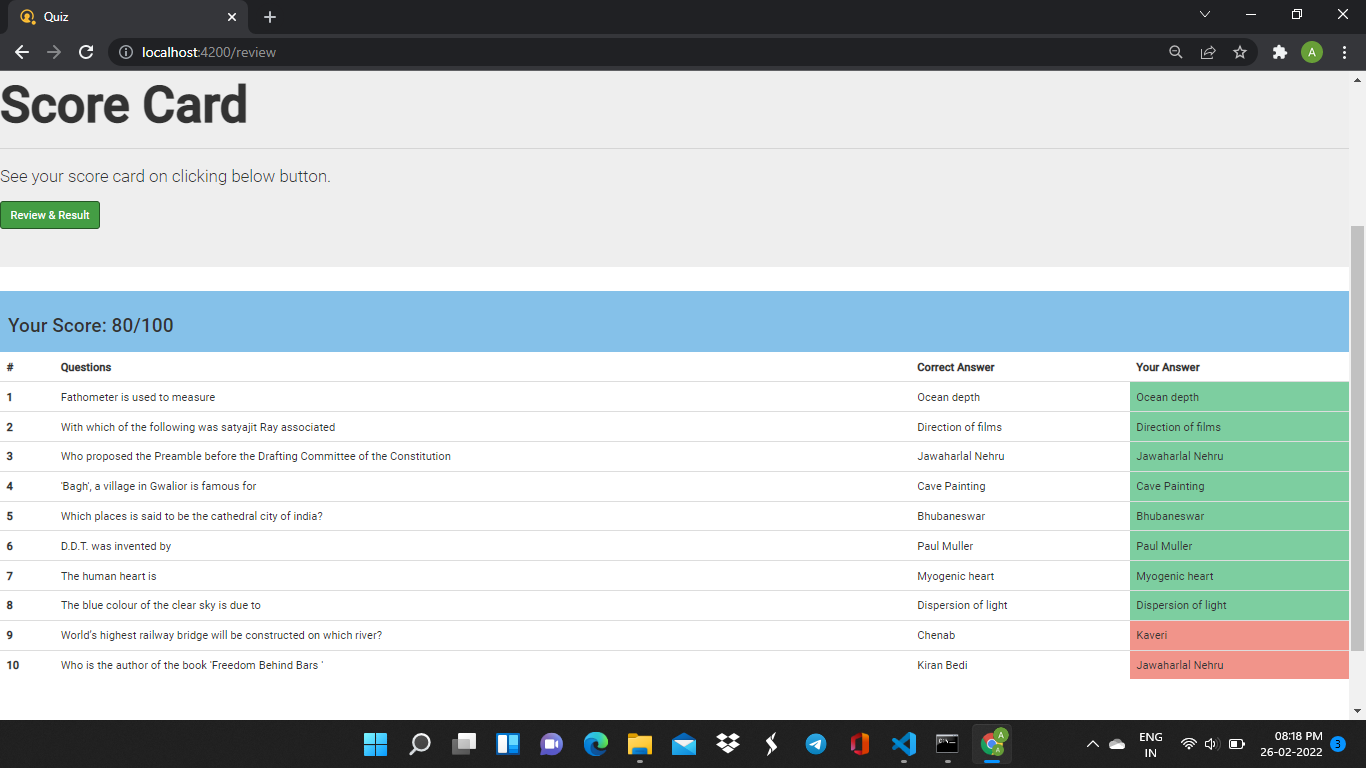 Quiz
localhost:4200/review
A
Score Card
See your score card on clicking below button.
Review & Result
Your Score: 80/100
# Questions Correct Answer Your Answer
1 Fathometer is used to measure Ocean depth Ocean depth
2 With which of the following was satyajit Ray associated Direction of films Direction of films
3 Who proposed the Preamble before the Drafting Committee of the Constitution Jawaharlal Nehru Jawaharlal Nehru
4 'Bagh', a village in Gwalior is famous for Cave Painting Cave Painting
5 Which places is said to be the cathedral city of india? Bhubaneswar Bhubaneswar
6 D.D.T. was invented by Paul Muller Paul Muller
7 The human heart is Myogenic heart Myogenic heart
8 The blue colour of the clear sky is due to Dispersion of light Dispersion of light
9 World's highest railway bridge will be constructed on which river? Chenab Kaveri
10 Who is the author of the book 'Freedom Behind Bars ' Kiran Bedi Jawaharlal Nehru
A
ENG 08:18 PM
IN 26-02-2022 3